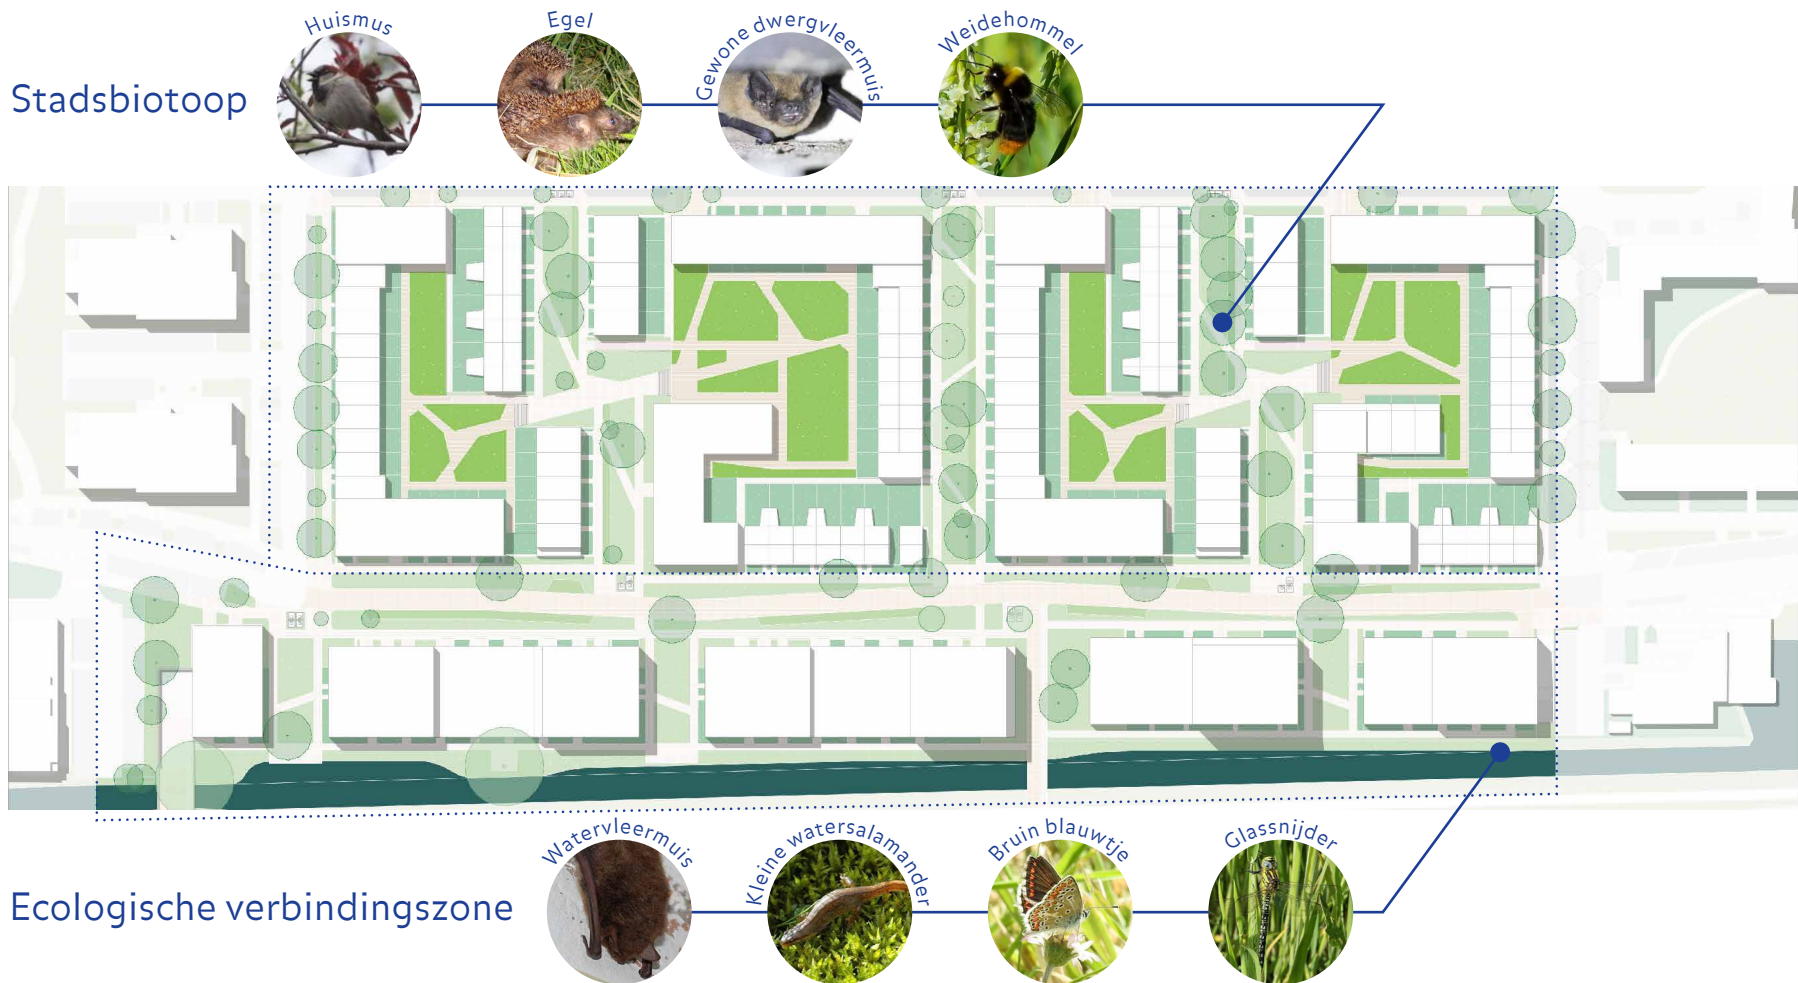 Huismus
Egel
Gewone dwergvleermuis
Weidehommel
Stadsbiotoop
Watervleermuis
Kleine watersalamander
Bruin blauwtje
Glassnijder
Ecologische verbindingszone